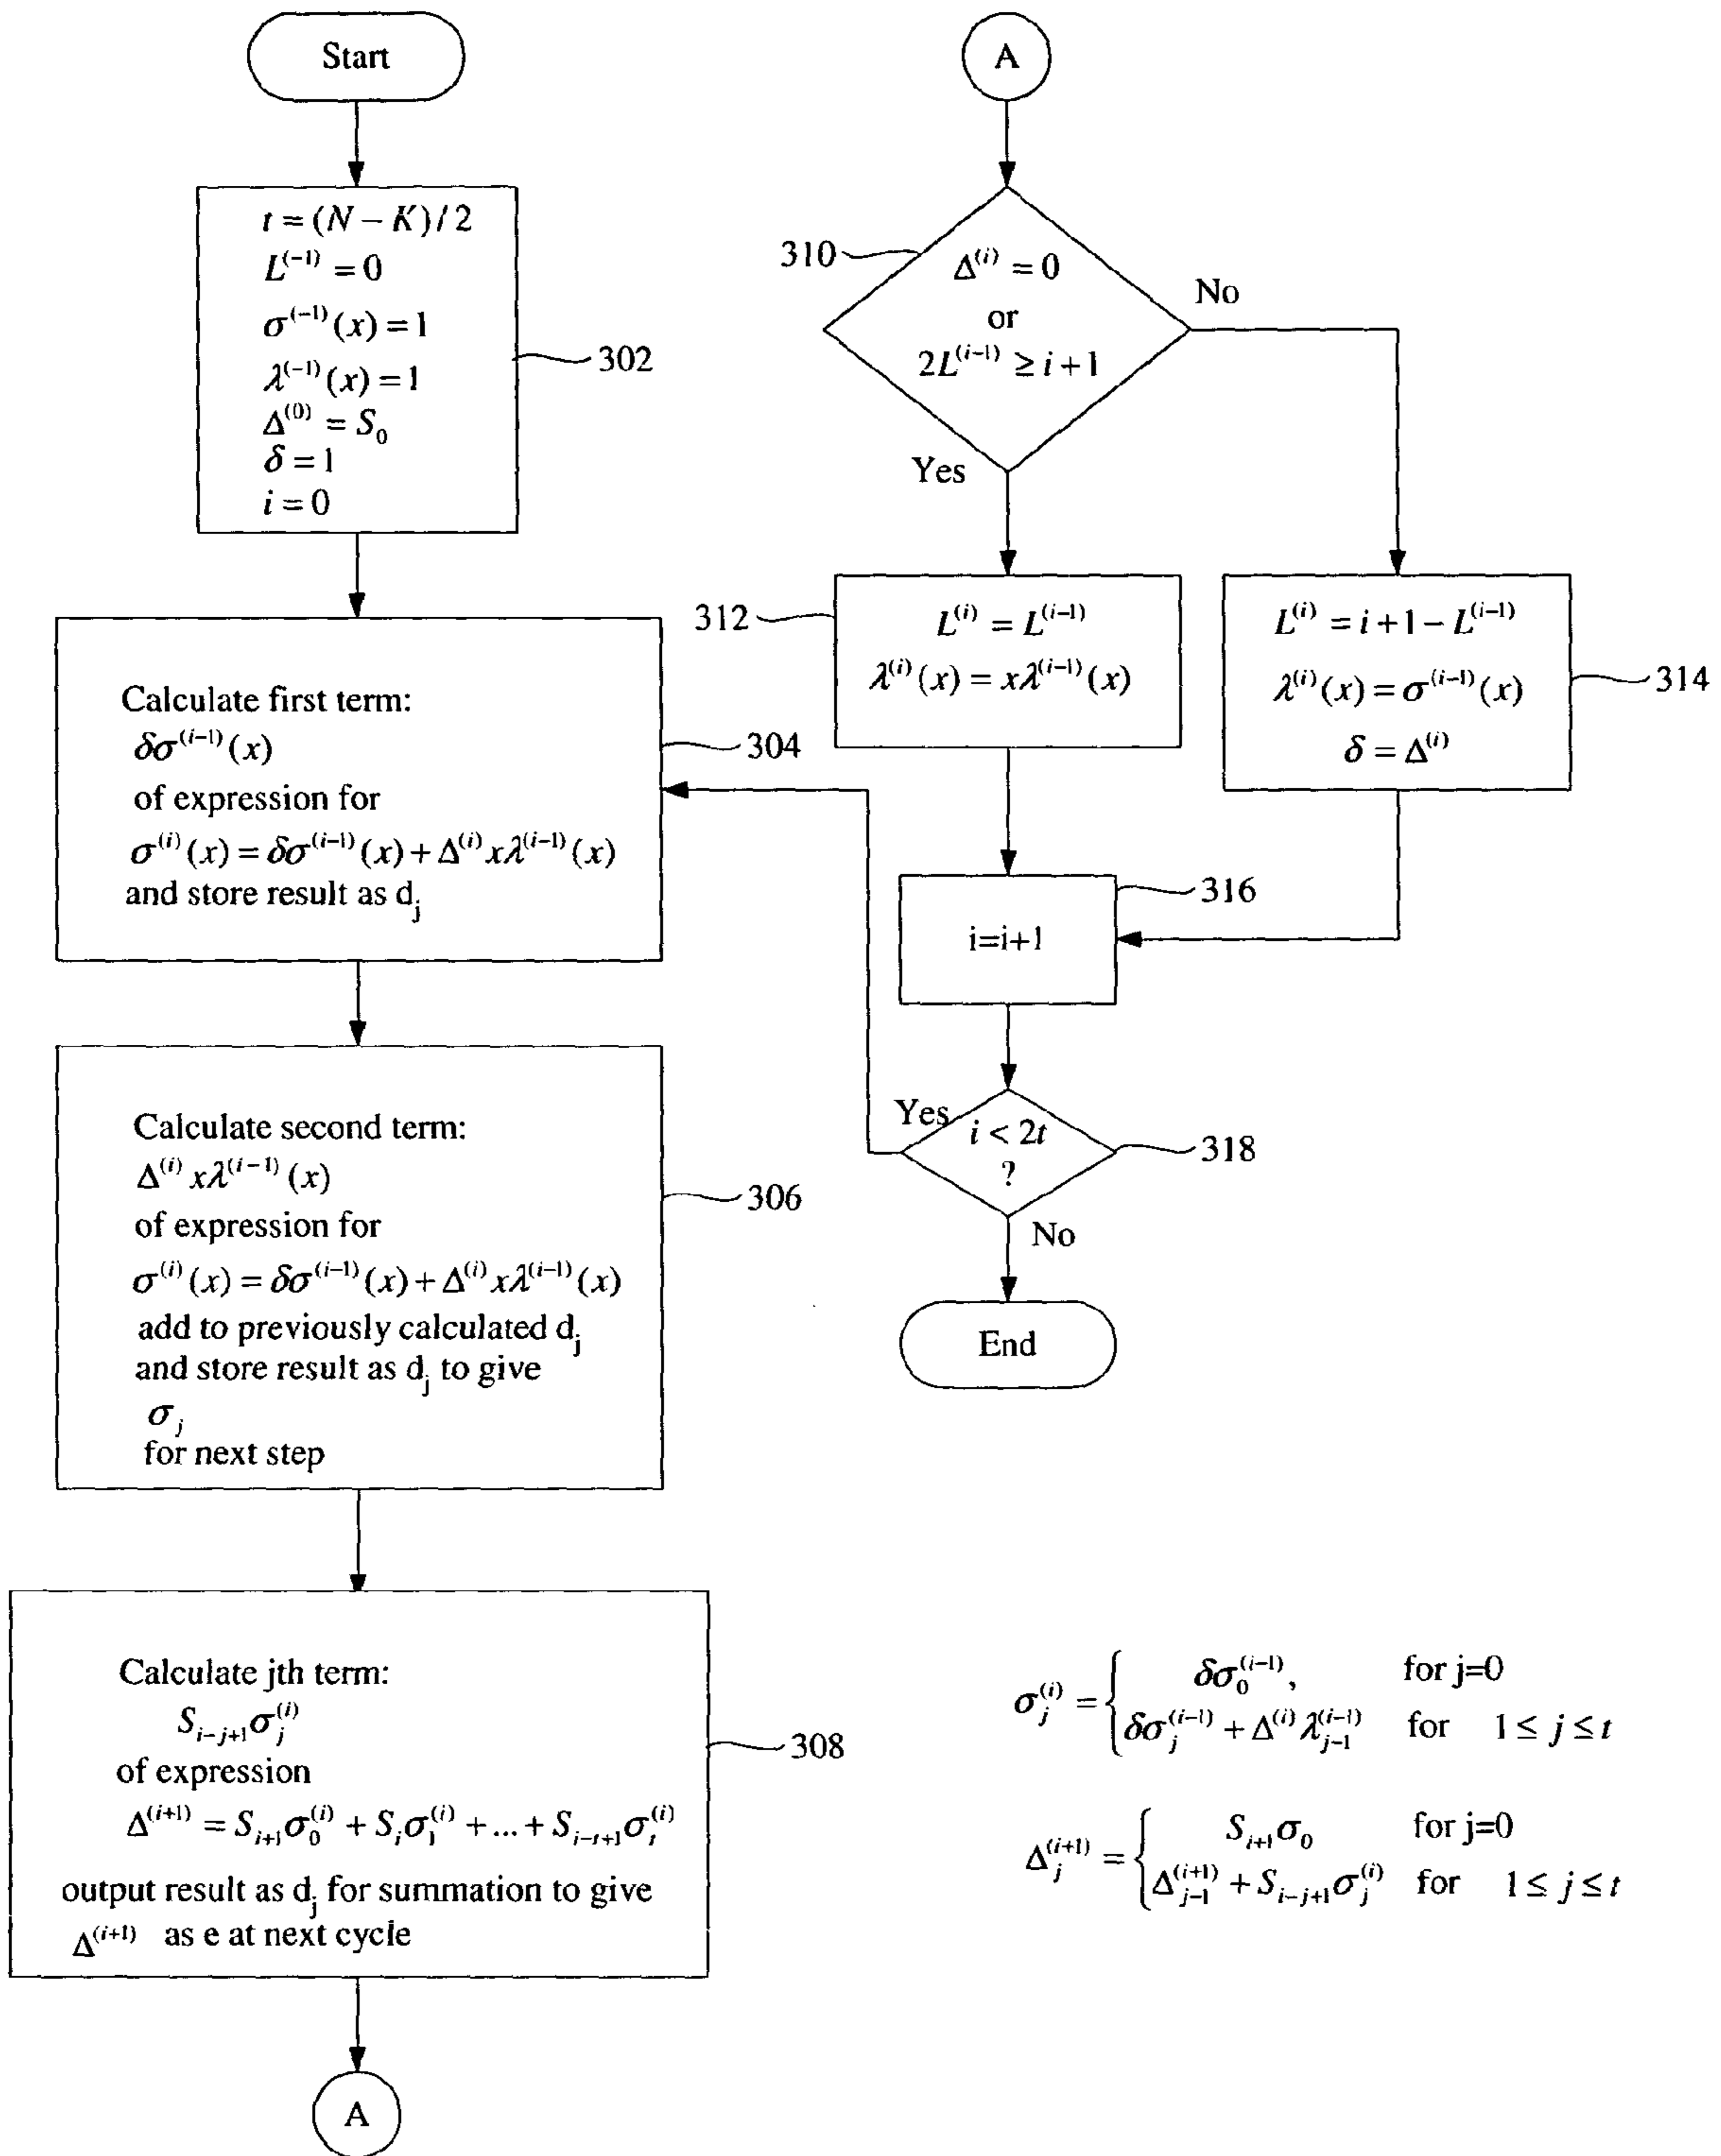 Start
t = (N − K) / 2
L^{(−1)} = 0
σ^{(−1)}(x) = 1
λ^{(−1)}(x) = 1
Δ^{(0)} = S_0
δ = 1
i = 0
302
Calculate first term:
δσ^{(i−1)}(x)
of expression for
σ^{(i)}(x) = δσ^{(i−1)}(x) + Δ^{(i)}xλ^{(i−1)}(x)
and store result as d_j
304
Calculate second term:
Δ^{(i)}xλ^{(i−1)}(x)
of expression for
σ^{(i)}(x) = δσ^{(i−1)}(x) + Δ^{(i)}xλ^{(i−1)}(x)
add to previously calculated d_j
and store result as d_j to give
σ_j
for next step
306
Calculate jth term:
S_{i−j+1}σ_j^{(i)}
of expression
Δ^{(i+1)} = S_{i+1}σ_0^{(i)} + S_iσ_1^{(i)} + ... + S_{i−t+1}σ_t^{(i)}
output result as d_j for summation to give
Δ^{(i+1)} as e at next cycle
308
A
A
310
Δ^{(i)} = 0
or
2L^{(i−1)} ≥ i + 1
No
Yes
312
L^{(i)} = L^{(i−1)}
λ^{(i)}(x) = xλ^{(i−1)}(x)
L^{(i)} = i + 1 − L^{(i−1)}
λ^{(i)}(x) = σ^{(i−1)}(x)
δ = Δ^{(i)}
314
i=i+1
316
Yes
i < 2t
?
318
No
End
σ_j^{(i)} = { δσ_0^{(i−1)}, for j=0
δσ_j^{(i−1)} + Δ^{(i)}λ_{j−1}^{(i−1)} for 1 ≤ j ≤ t
Δ_j^{(i+1)} = { S_{i+1}σ_0 for j=0
Δ_{j−1}^{(i+1)} + S_{i−j+1}σ_j^{(i)} for 1 ≤ j ≤ t